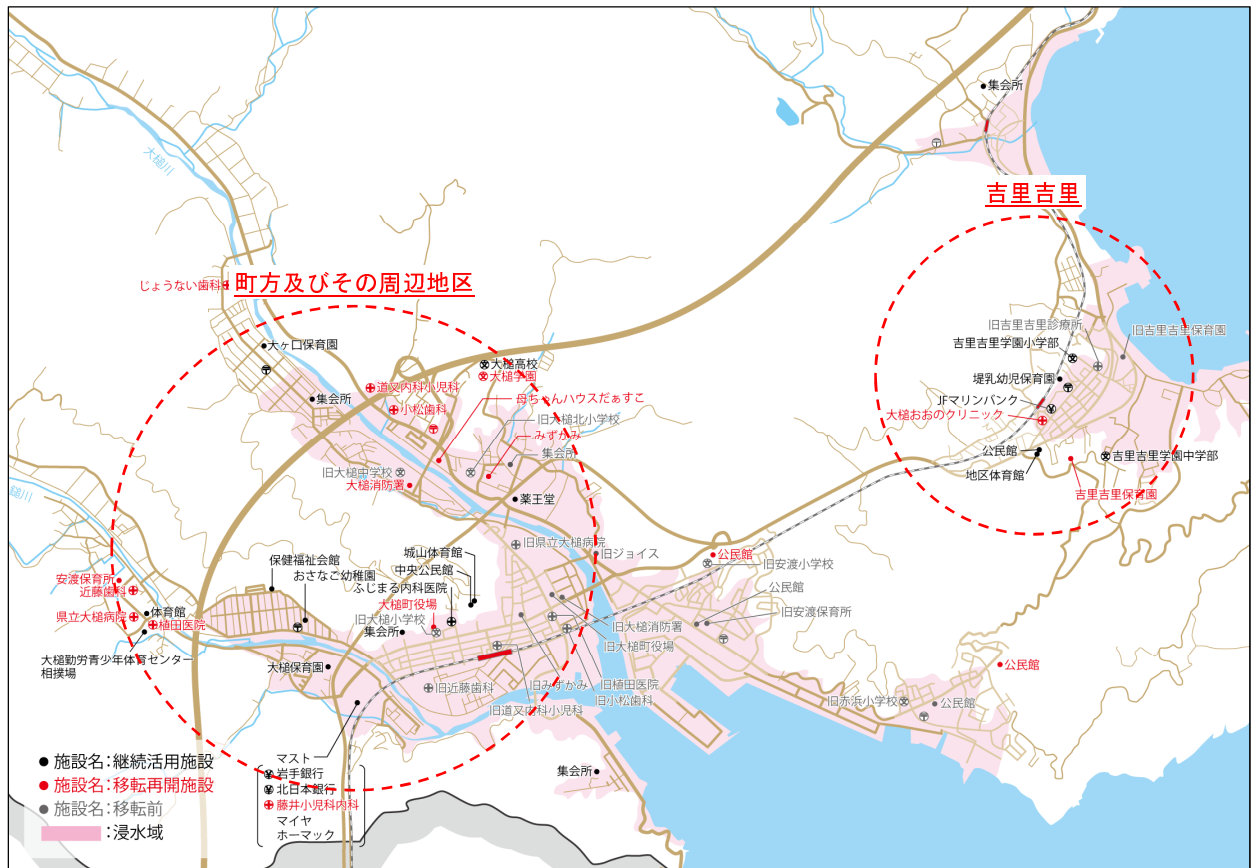 集会所
吉里吉里
大槌川
町方及びその周辺地区
じょうない歯科
旧吉里吉里診療所
旧吉里吉里保育園
大ヶ口保育園
吉里吉里学園小学部
大槌高校
大槌学園
道又内科小児科
堤乳幼児保育園
集会所
母ちゃんハウスだぁすこ
JFマリンバンク
小松歯科
旧大槌北小学校
大槌おおのクリニック
みずかみ
集会所
公民館
吉里吉里学園中学部
旧大槌中学校
地区体育館
大槌消防署
吉里吉里保育園
槌川
薬王堂
旧県立大槌病院
旧ジョイス
城山体育館
公民館
保健福祉会館
中央公民館
旧安渡小学校
おさなご幼稚園
ふじまる内科医院
安渡保育所
近藤歯科
公民館
大槌町役場
県立大槌病院
体育館
植田医院
旧大槌小学校
旧安渡保育所
集会所
旧大槌消防署
旧大槌町役場
大槌勤労青少年体育センター
相撲場
大槌保育園
公民館
旧近藤歯科
旧みずかみ
旧植田医院
旧小松歯科
旧道又内科小児科
旧赤浜小学校
公民館
マスト
岩手銀行
北日本銀行
藤井小児科内科
マイヤ
ホーマック
集会所
施設名：継続活用施設
施設名：移転再開施設
施設名：移転前
：浸水域